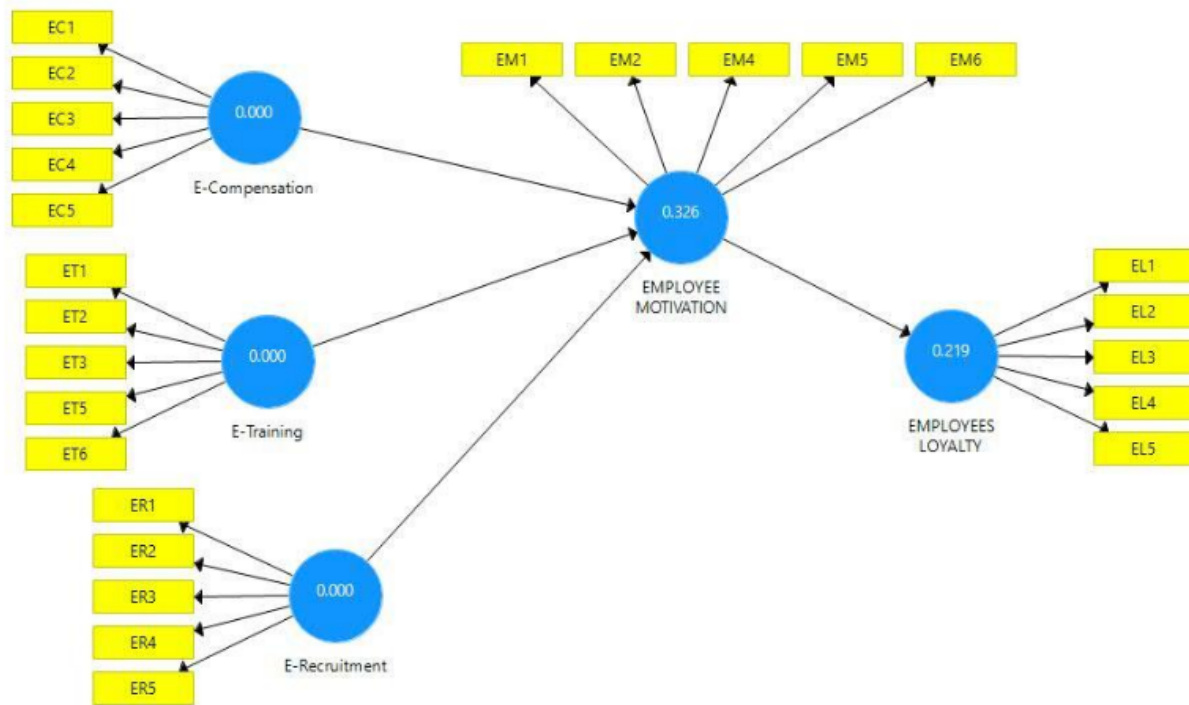 EC1
EC2
EC3
EC4
EC5
0.000
E-Compensation
EM1
EM2
EM4
EM5
EM6
0.326
EMPLOYEE
MOTIVATION
ET1
ET2
ET3
ET5
ET6
0.000
E-Training
EL1
EL2
EL3
EL4
EL5
0.219
EMPLOYEES
LOYALTY
ER1
ER2
ER3
ER4
ER5
0.000
E-Recruitment